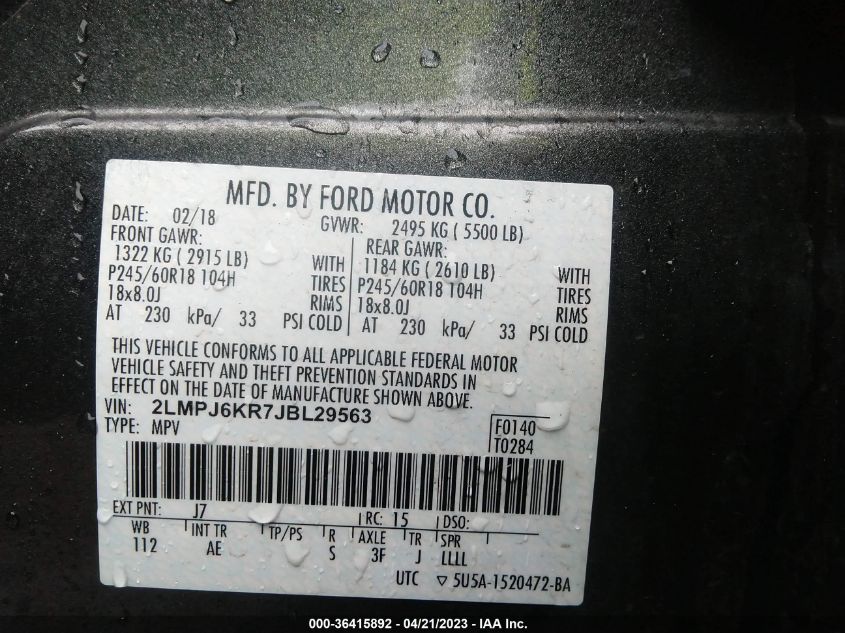 MFD. BY FORD MOTOR CO.
DATE: 02/18 GVWR: 2495 KG ( 5500 LB)
FRONT GAWR: REAR GAWR:
1322 KG ( 2915 LB) WITH 1184 KG ( 2610 LB) WITH
P245/60R18 104H TIRES P245/60R18 104H TIRES
18x8.0J RIMS 18x8.0J RIMS
AT 230 kPa/ 33 PSI COLD AT 230 kPa/ 33 PSI COLD
THIS VEHICLE CONFORMS TO ALL APPLICABLE FEDERAL MOTOR
VEHICLE SAFETY AND THEFT PREVENTION STANDARDS IN
EFFECT ON THE DATE OF MANUFACTURE SHOWN ABOVE.
VIN: 2LMPJ6KR7JBL29563 F0140
TYPE: MPV T0284
EXT PNT: J7 RC: 15 DSO:
WB INT TR TP/PS R AXLE TR SPR
112 AE S 3F J LLLL
UTC ▽ 5U5A-1520472-BA
000-36415892 - 04/21/2023 - IAA Inc.